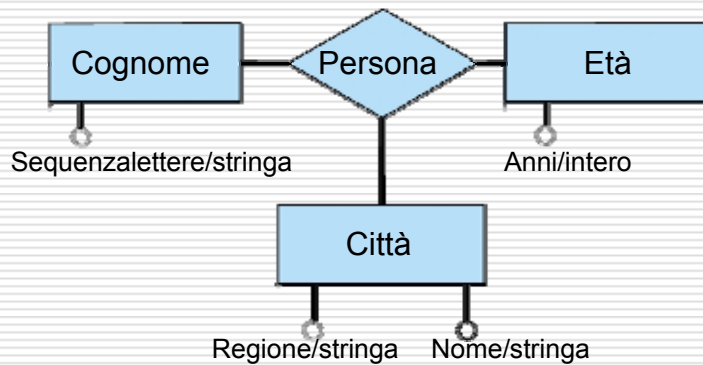 Cognome Persona Età
Sequenzalettere/stringa Anni/intero
Città
Regione/stringa Nome/stringa